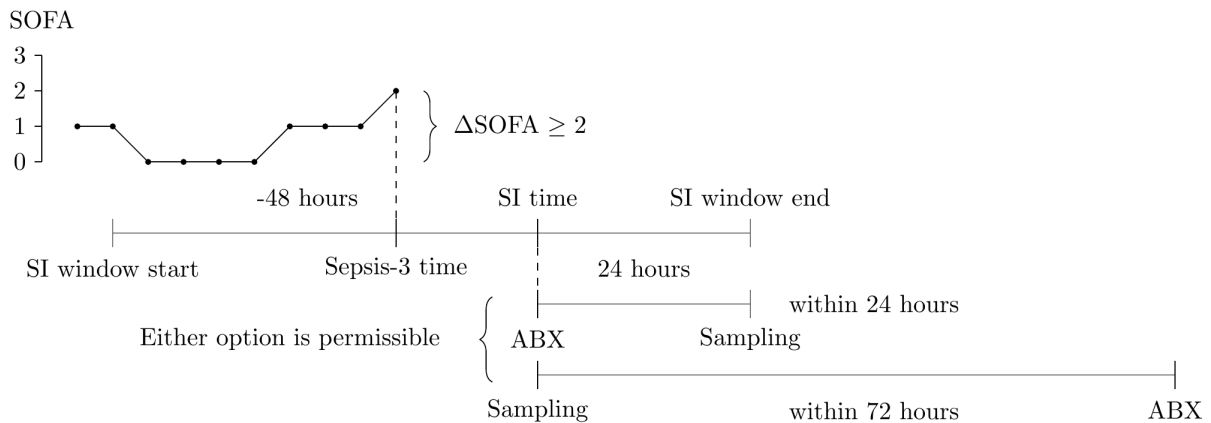 SOFA
3
2
1
0
ΔSOFA ≥ 2
-48 hours
SI time
SI window end
SI window start
Sepsis-3 time
24 hours
within 24 hours
Either option is permissible
ABX
Sampling
Sampling
within 72 hours
ABX